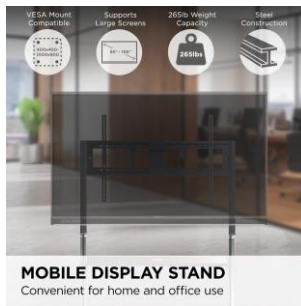 VESA Mount
Compatible
Supports
Large Screens
265lb Weight
Capacity
Steel
Construction
265lbs
MOBILE DISPLAY STAND
Convenient for home and office use